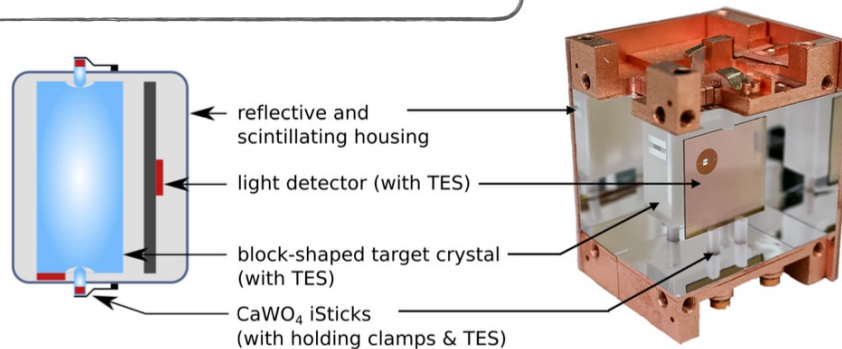 reflective and
scintillating housing
light detector (with TES)
block-shaped target crystal
(with TES)
CaWO₄ iSticks
(with holding clamps & TES)